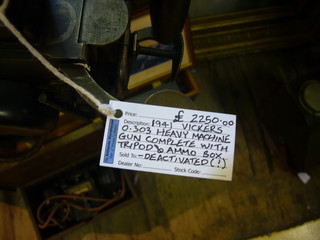 Price: £ 2250.00
Description: 1941 VICKERS
0.303 HEAVY MACHINE
GUN COMPLETE WITH
TRIPOD & AMMO BOX
Sold To: - DEACTIVATED (!)
Dealer No.: Stock Code: